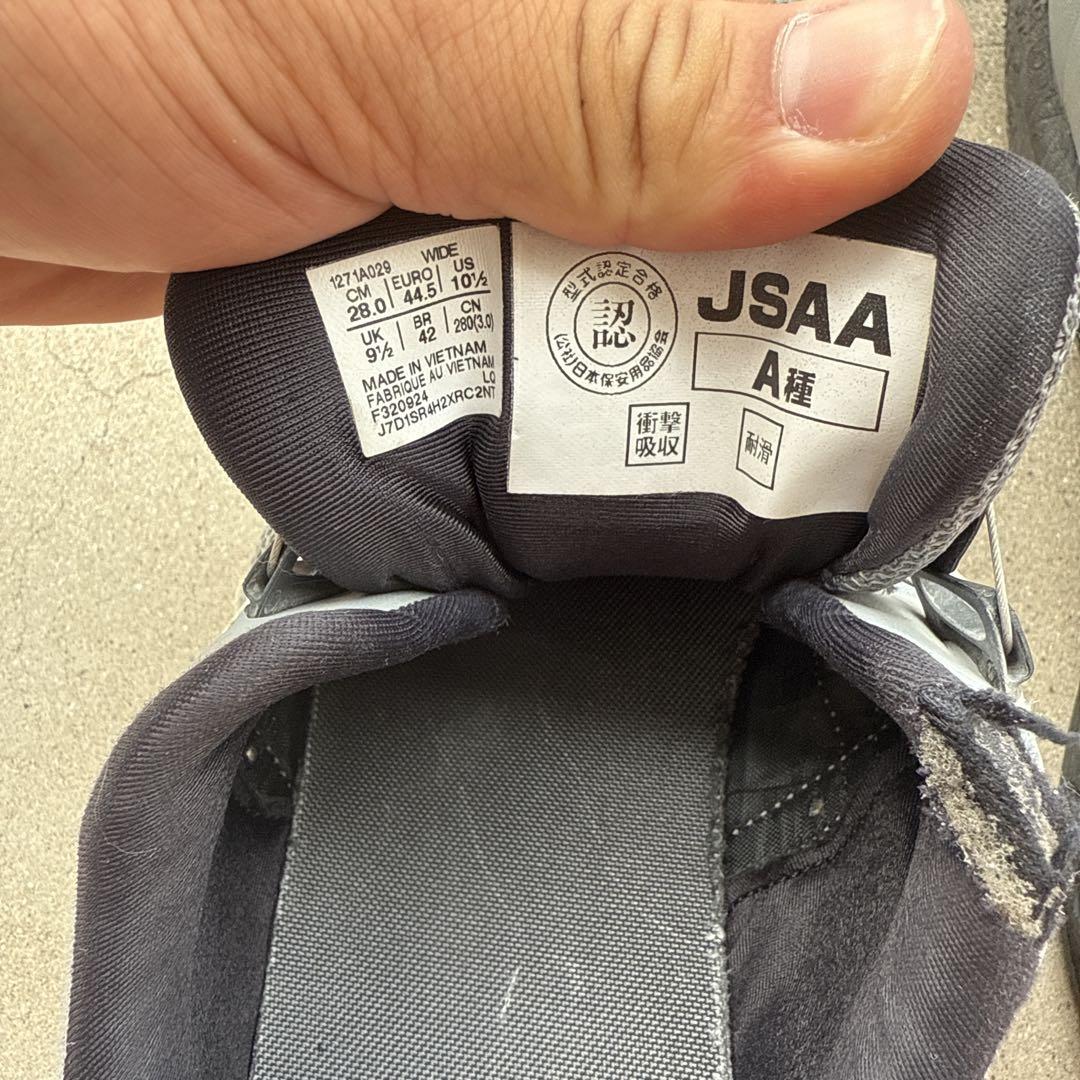 1271A029 WIDE
CM EURO US
28.0 44.5 10½
UK BR CN
9½ 42 280(3.0)
MADE IN VIETNAM
FABRIQUE AU VIETNAM
F320924 LQ
J7D1SR4H2XRC2NT
型式認定合格
認
(公社)日本保安用品協会
JSAA
A種
衝撃
吸収
耐滑